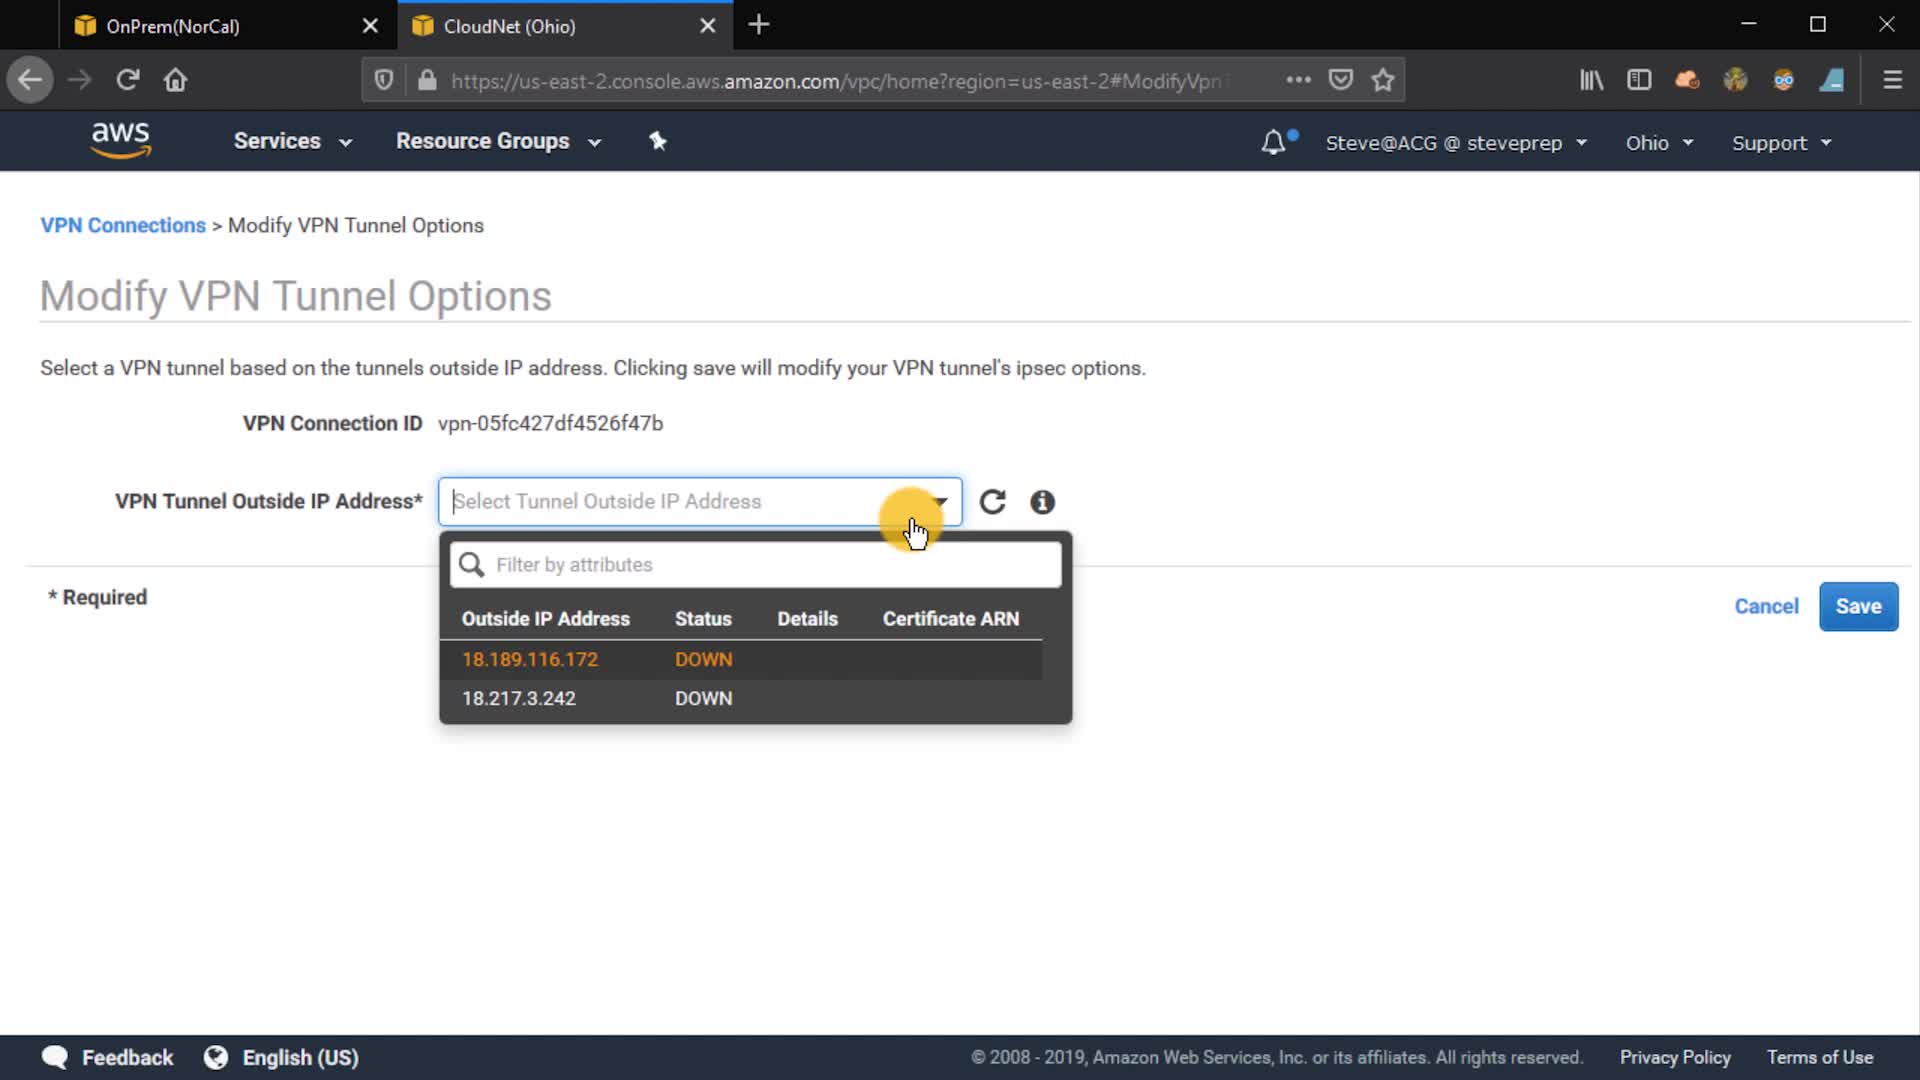 OnPrem(NorCal)
CloudNet (Ohio)
https://us-east-2.console.aws.amazon.com/vpc/home?region=us-east-2#ModifyVpn
aws
Services
Resource Groups
Steve@ACG @ steveprep
Ohio
Support
VPN Connections > Modify VPN Tunnel Options
Modify VPN Tunnel Options
Select a VPN tunnel based on the tunnels outside IP address. Clicking save will modify your VPN tunnel's ipsec options.
VPN Connection ID vpn-05fc427df4526f47b
VPN Tunnel Outside IP Address* Select Tunnel Outside IP Address
Filter by attributes
* Required
Cancel
Save
Outside IP Address Status Details Certificate ARN
18.189.116.172 DOWN
18.217.3.242 DOWN
Feedback
English (US)
© 2008 - 2019, Amazon Web Services, Inc. or its affiliates. All rights reserved.
Privacy Policy
Terms of Use